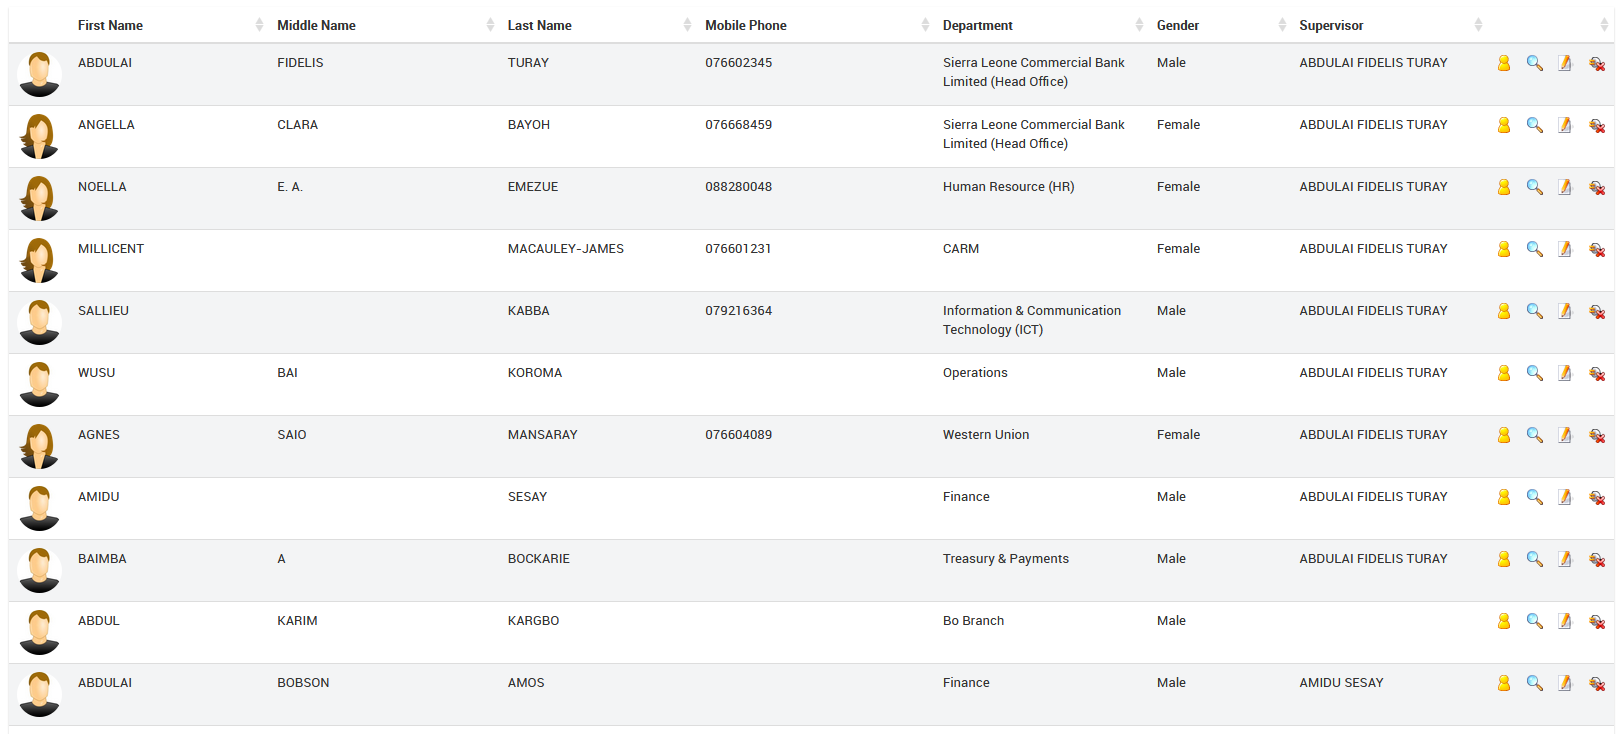 First Name Middle Name Last Name Mobile Phone Department Gender Supervisor
ABDULAI FIDELIS TURAY 076602345 Sierra Leone Commercial Bank Male ABDULAI FIDELIS TURAY
Limited (Head Office)
ANGELLA CLARA BAYOH 076668459 Sierra Leone Commercial Bank Female ABDULAI FIDELIS TURAY
Limited (Head Office)
NOELLA E. A. EMEZUE 088280048 Human Resource (HR) Female ABDULAI FIDELIS TURAY
MILLICENT MACAULEY-JAMES 076601231 CARM Female ABDULAI FIDELIS TURAY
SALLIEU KABBA 079216364 Information & Communication Male ABDULAI FIDELIS TURAY
Technology (ICT)
WUSU BAI KOROMA Operations Male ABDULAI FIDELIS TURAY
AGNES SAIO MANSARAY 076604089 Western Union Female ABDULAI FIDELIS TURAY
AMIDU SESAY Finance Male ABDULAI FIDELIS TURAY
BAIMBA A BOCKARIE Treasury & Payments Male ABDULAI FIDELIS TURAY
ABDUL KARIM KARGBO Bo Branch Male
ABDULAI BOBSON AMOS Finance Male AMIDU SESAY